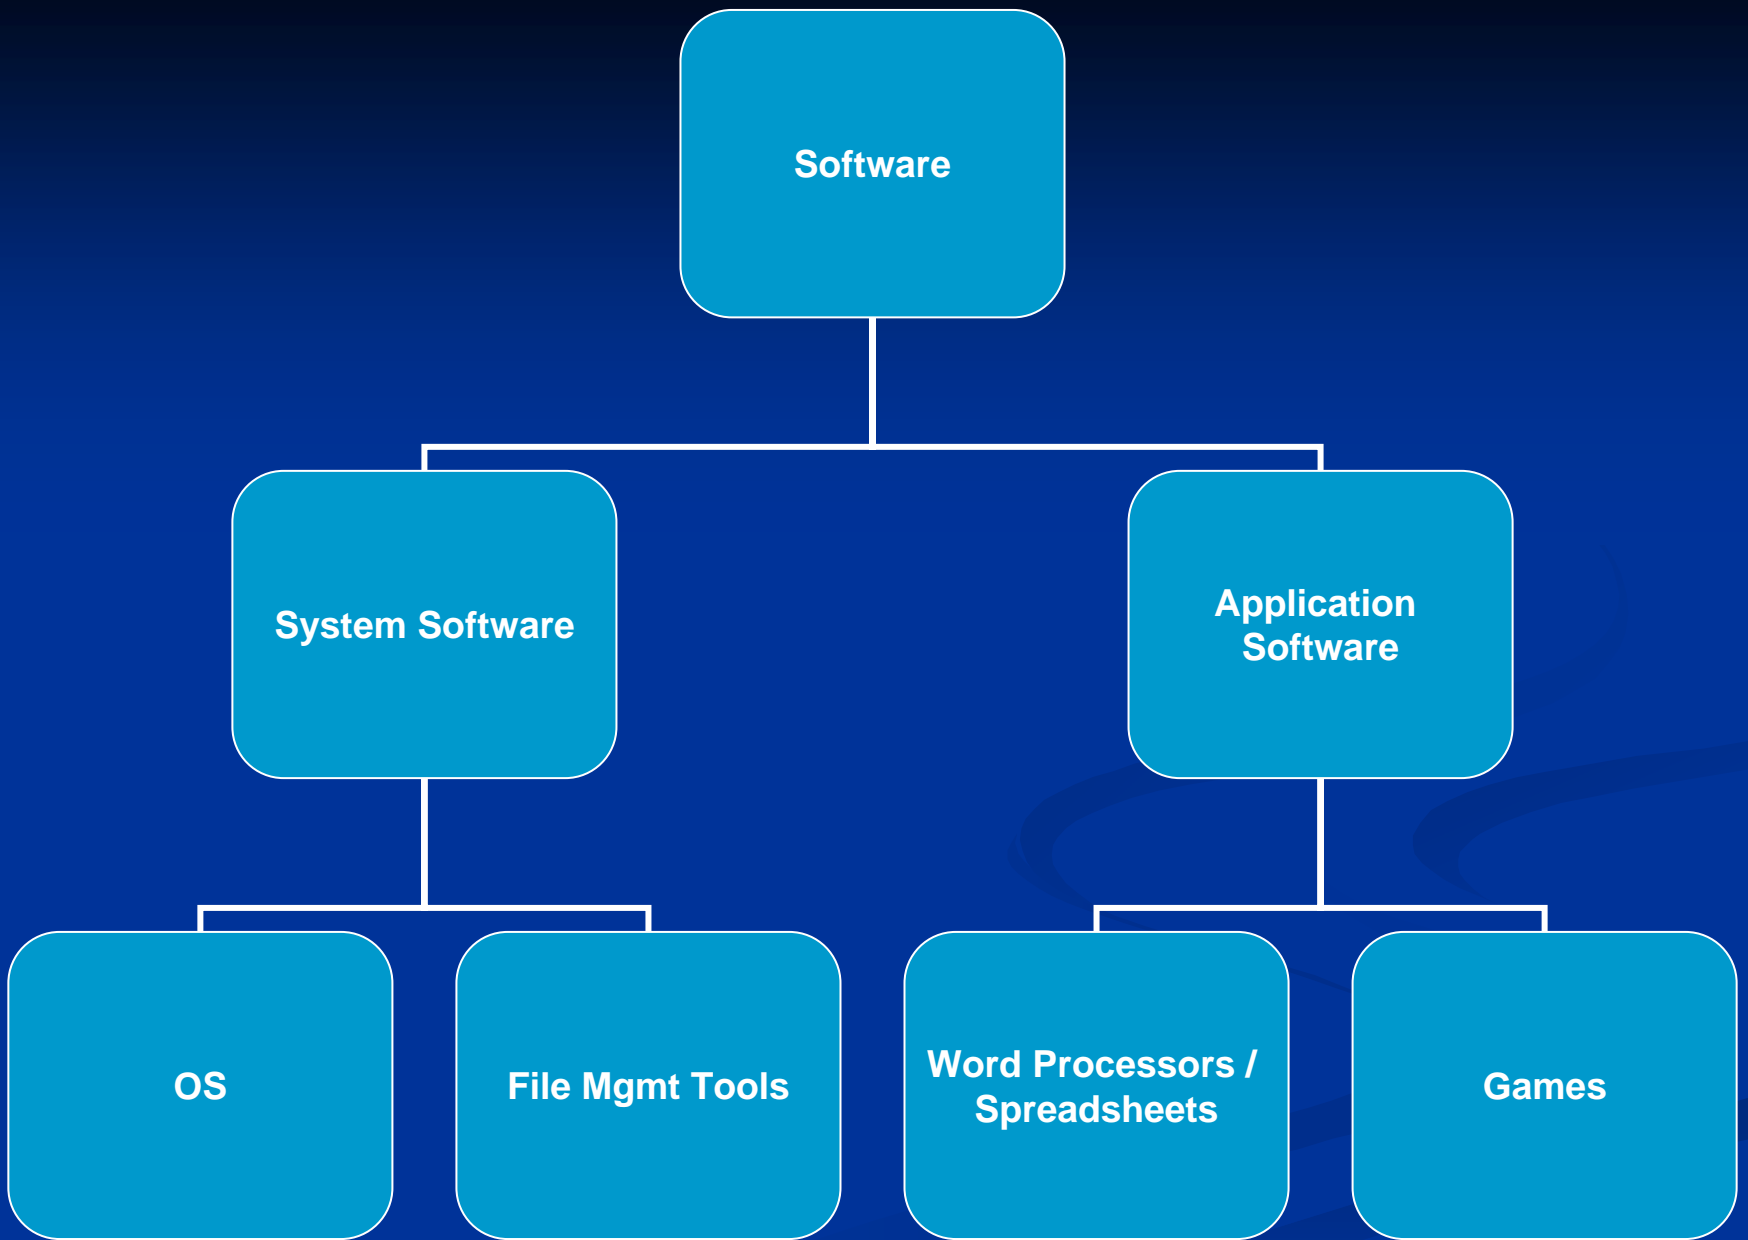 Software
System Software
Application
Software
OS
File Mgmt Tools
Word Processors /
Spreadsheets
Games